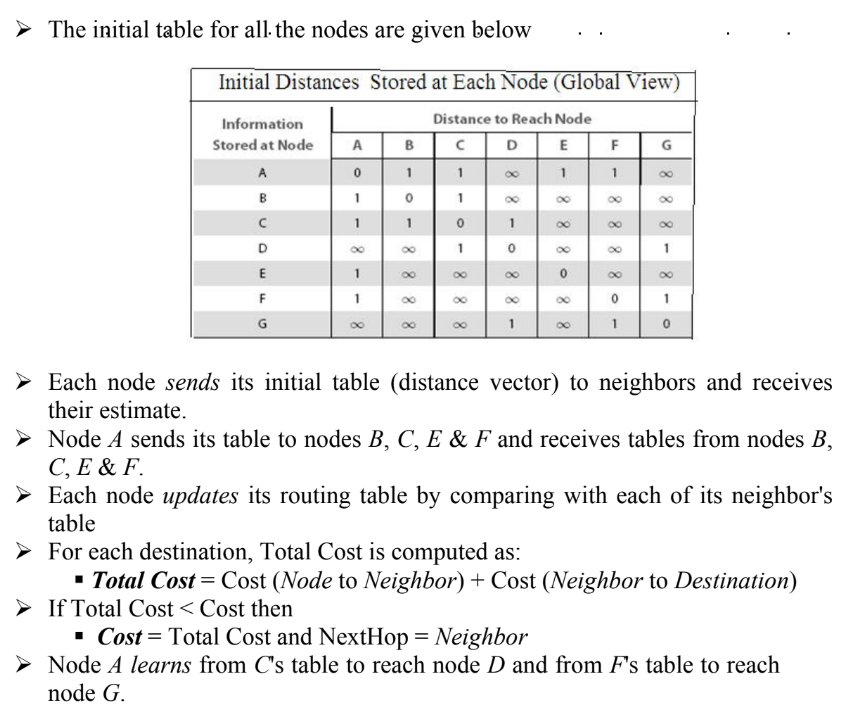 ➢ The initial table for all the nodes are given below
Initial Distances Stored at Each Node (Global View)
Information Stored at Node
Distance to Reach Node
A B C D E F G
A 0 1 1 ∞ 1 1 ∞
B 1 0 1 ∞ ∞ ∞ ∞
C 1 1 0 1 ∞ ∞ ∞
D ∞ ∞ 1 0 ∞ ∞ 1
E 1 ∞ ∞ ∞ 0 ∞ ∞
F 1 ∞ ∞ ∞ ∞ 0 1
G ∞ ∞ ∞ 1 ∞ 1 0
➢ Each node sends its initial table (distance vector) to neighbors and receives
their estimate.
➢ Node A sends its table to nodes B, C, E & F and receives tables from nodes B,
C, E & F.
➢ Each node updates its routing table by comparing with each of its neighbor's
table
➢ For each destination, Total Cost is computed as:
▪ Total Cost = Cost (Node to Neighbor) + Cost (Neighbor to Destination)
➢ If Total Cost < Cost then
▪ Cost = Total Cost and NextHop = Neighbor
➢ Node A learns from C's table to reach node D and from F's table to reach
node G.